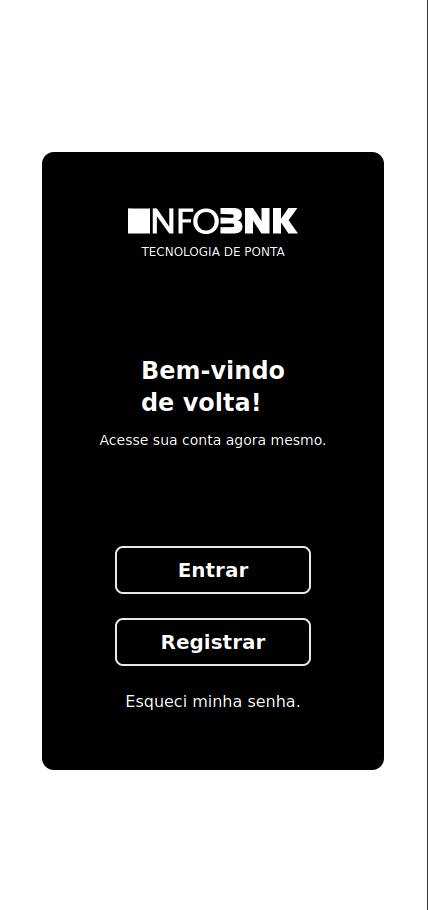 INFOBNK
TECNOLOGIA DE PONTA
Bem-vindo
de volta!
Acesse sua conta agora mesmo.
Entrar
Registrar
Esqueci minha senha.